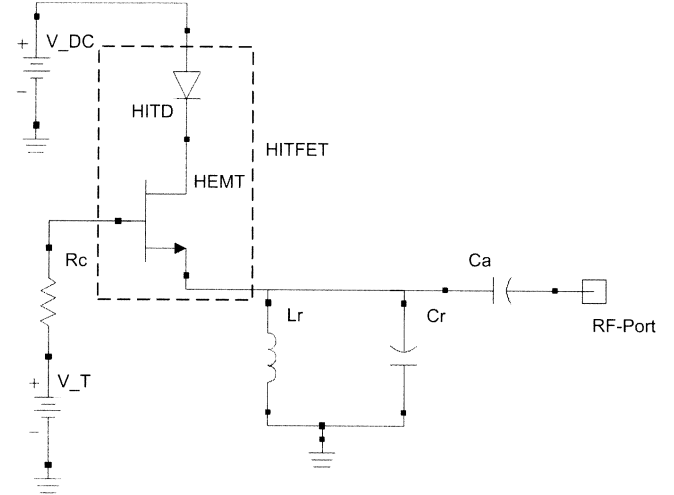 + V_DC
−
HITD
HITFET
HEMT
Rc
Ca
Lr
Cr
RF-Port
+ V_T
−